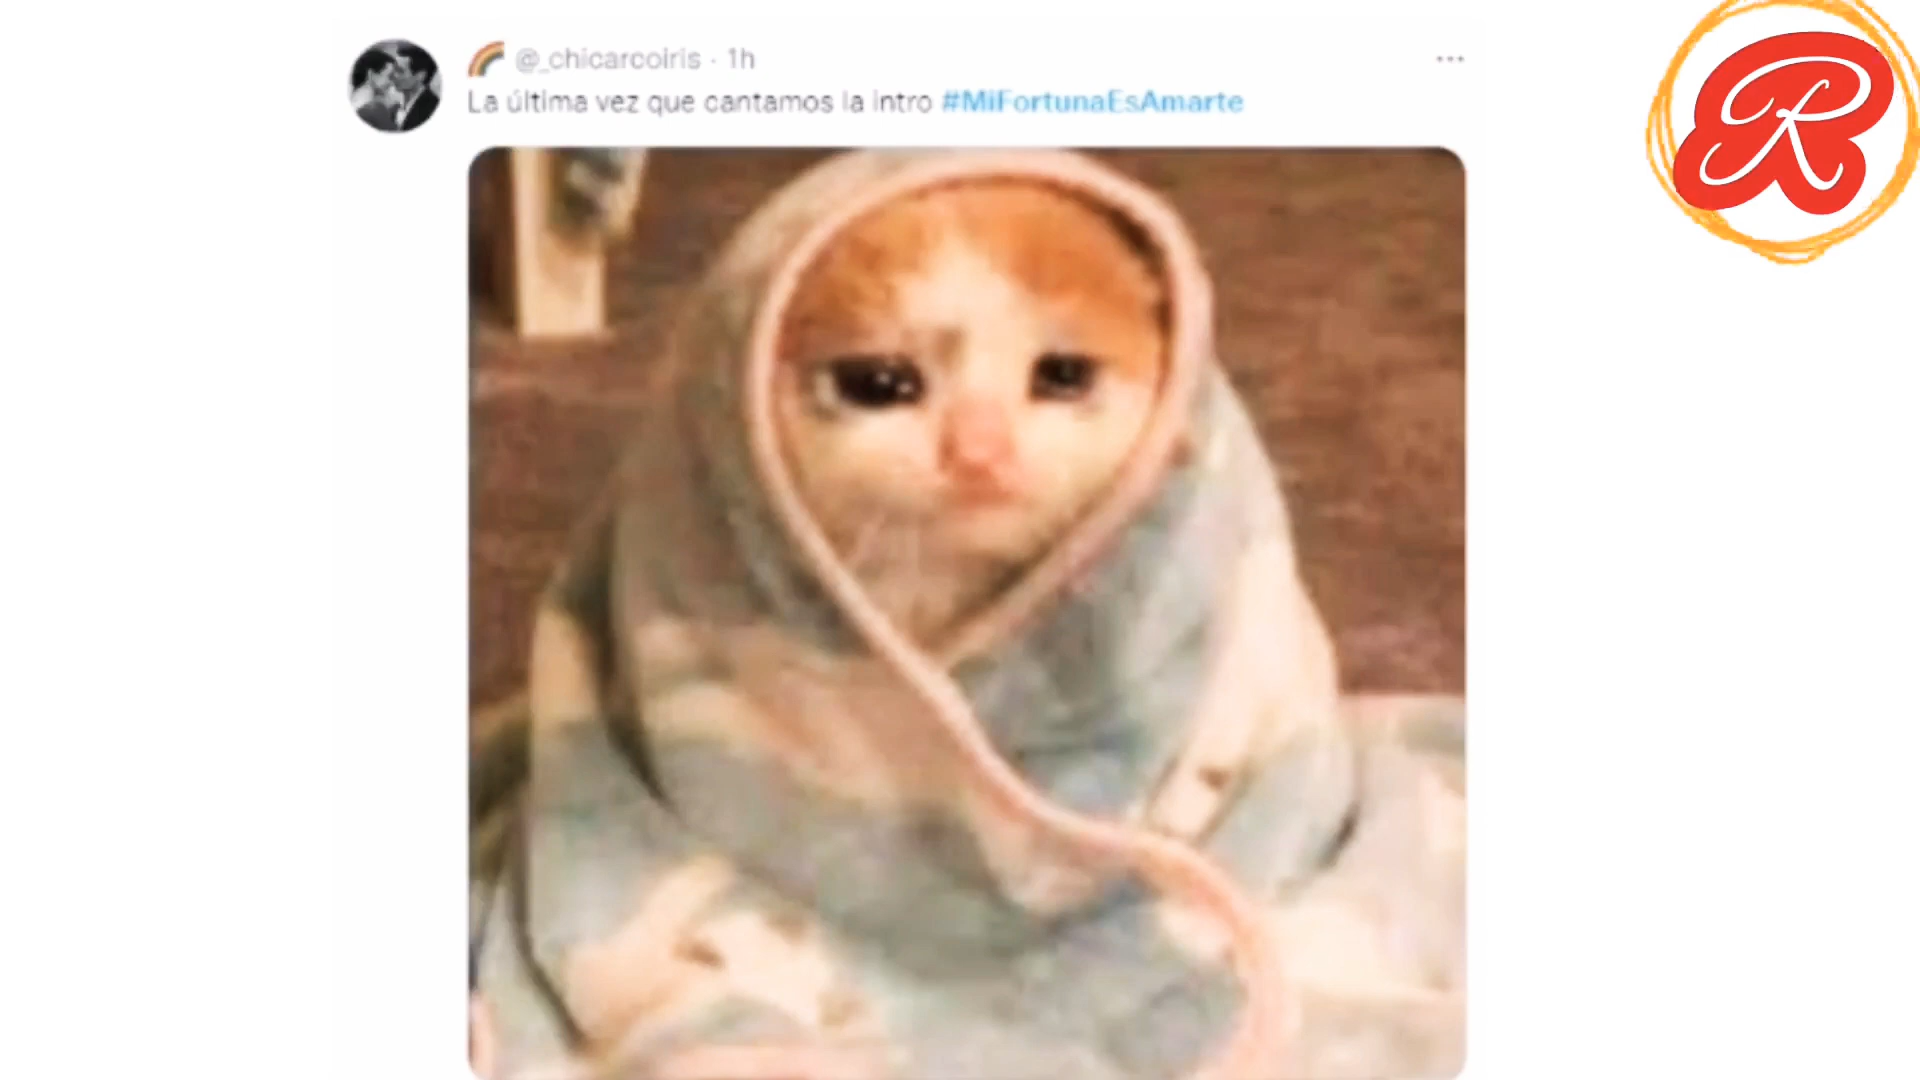 @_chicarcoiris · 1h
La última vez que cantamos la intro #MiFortunaEsAmarte
R